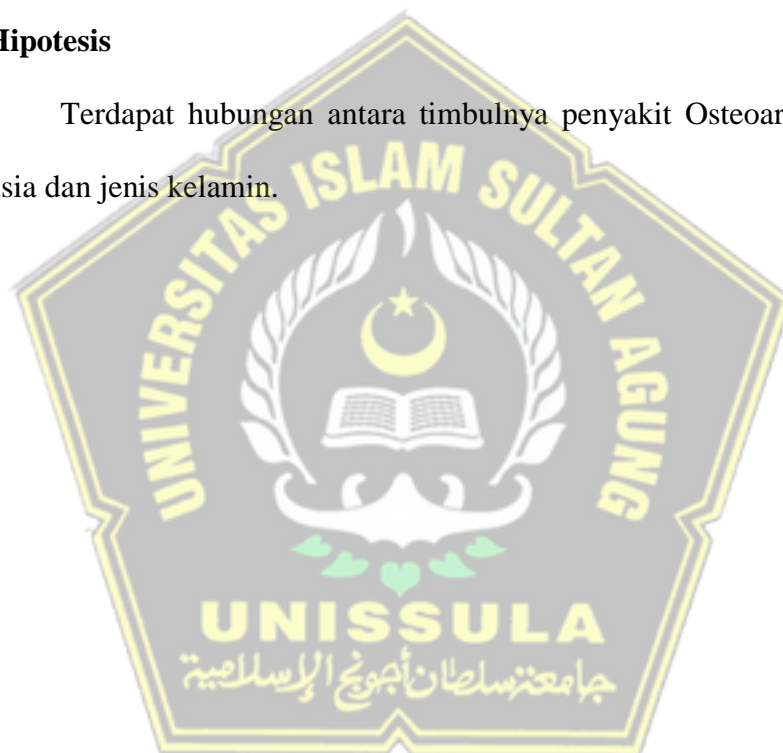 Hipotesis
Terdapat hubungan antara timbulnya penyakit Osteoar
sia dan jenis kelamin.
UNIVERSITAS ISLAM SULTAN AGUNG
UNISSULA
جامعة سلطان أجونج الإسلامية